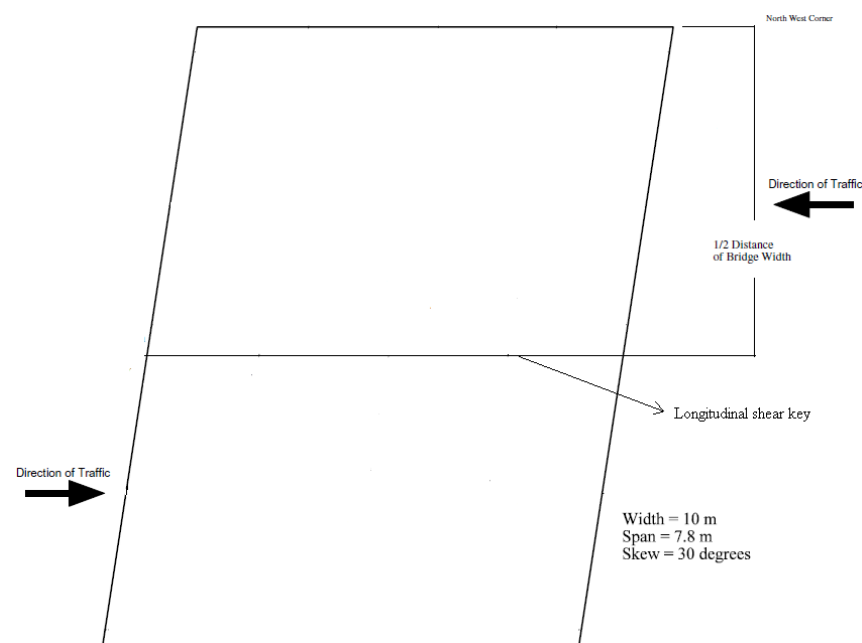 North West Corner
Direction of Traffic
1/2 Distance
of Bridge Width
Longitudinal shear key
Direction of Traffic
Width = 10 m
Span = 7.8 m
Skew = 30 degrees